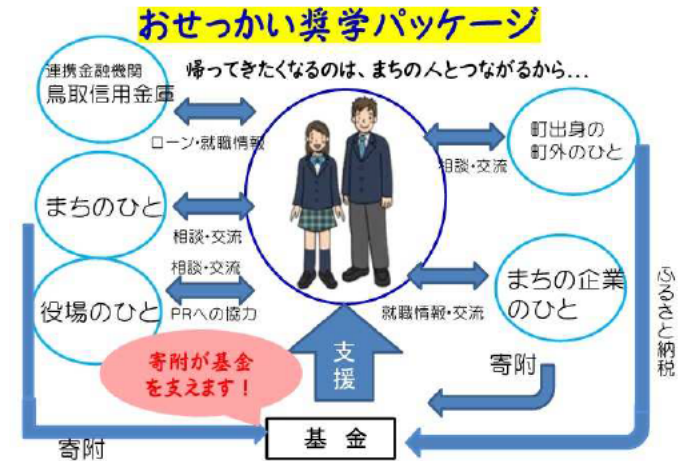 おせっかい奨学パッケージ
帰ってきたくなるのは、まちの人とつながるから...
連携金融機関
鳥取信用金庫
ローン・就職情報
町出身の
町外のひと
相談・交流
まちのひと
相談・交流
相談・交流
役場のひと
PRへの協力
まちの企業
のひと
就職情報・交流
ふるさと納税
支援
寄附が基金
を支えます！
寄附
基 金
寄附